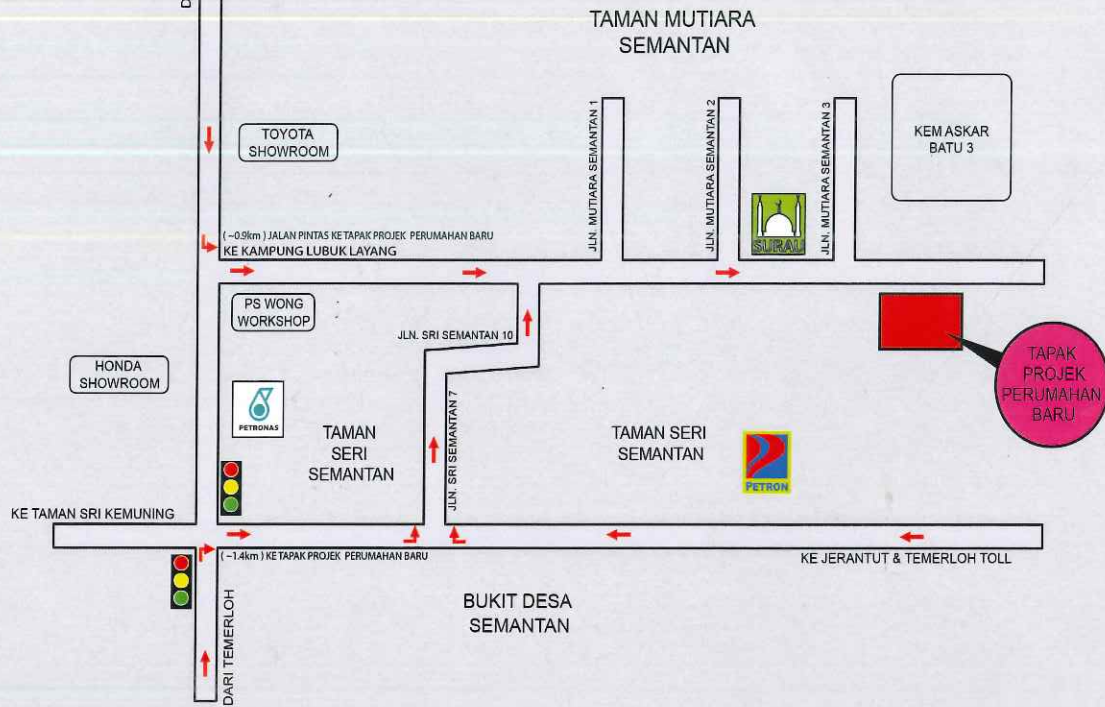 TAMAN MUTIARA
SEMANTAN
TOYOTA
SHOWROOM
JLN. MUTIARA SEMANTAN 1
JLN. MUTIARA SEMANTAN 2
JLN. MUTIARA SEMANTAN 3
KEM ASKAR
BATU 3
SURAU
( ~0.9km ) JALAN PINTAS KE TAPAK PROJEK PERUMAHAN BARU
KE KAMPUNG LUBUK LAYANG
PS WONG
WORKSHOP
JLN. SRI SEMANTAN 10
HONDA
SHOWROOM
TAPAK
PROJEK
PERUMAHAN
BARU
PETRONAS
TAMAN
SERI
SEMANTAN
JLN. SRI SEMANTAN 7
TAMAN SERI
SEMANTAN
PETRON
KE TAMAN SRI KEMUNING
( ~1.4km ) KE TAPAK PROJEK PERUMAHAN BARU
KE JERANTUT & TEMERLOH TOLL
BUKIT DESA
SEMANTAN
DARI TEMERLOH